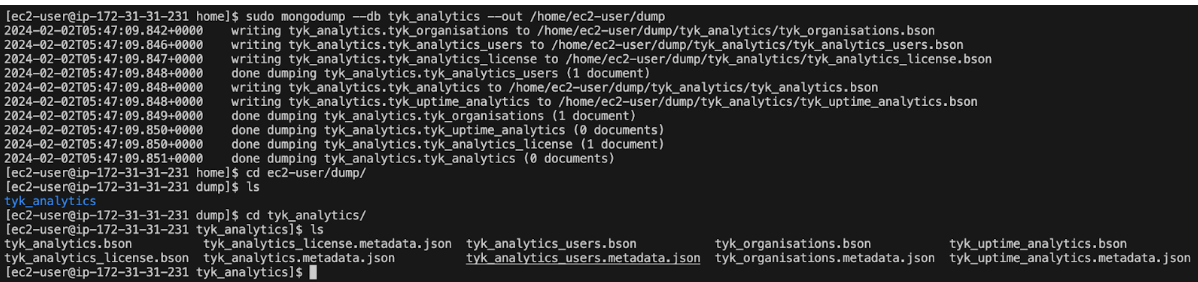 [ec2-user@ip-172-31-31-231 home]$ sudo mongodump --db tyk_analytics --out /home/ec2-user/dump
2024-02-02T05:47:09.842+0000    writing tyk_analytics.tyk_organisations to /home/ec2-user/dump/tyk_analytics/tyk_organisations.bson
2024-02-02T05:47:09.846+0000    writing tyk_analytics.tyk_analytics_users to /home/ec2-user/dump/tyk_analytics/tyk_analytics_users.bson
2024-02-02T05:47:09.847+0000    writing tyk_analytics.tyk_analytics_license to /home/ec2-user/dump/tyk_analytics/tyk_analytics_license.bson
2024-02-02T05:47:09.848+0000    done dumping tyk_analytics.tyk_analytics_users (1 document)
2024-02-02T05:47:09.848+0000    writing tyk_analytics.tyk_analytics to /home/ec2-user/dump/tyk_analytics/tyk_analytics.bson
2024-02-02T05:47:09.848+0000    writing tyk_analytics.tyk_uptime_analytics to /home/ec2-user/dump/tyk_analytics/tyk_uptime_analytics.bson
2024-02-02T05:47:09.849+0000    done dumping tyk_analytics.tyk_organisations (1 document)
2024-02-02T05:47:09.850+0000    done dumping tyk_analytics.tyk_uptime_analytics (0 documents)
2024-02-02T05:47:09.850+0000    done dumping tyk_analytics.tyk_analytics_license (1 document)
2024-02-02T05:47:09.851+0000    done dumping tyk_analytics.tyk_analytics (0 documents)
[ec2-user@ip-172-31-31-231 home]$ cd ec2-user/dump/
[ec2-user@ip-172-31-31-231 dump]$ ls
tyk_analytics
[ec2-user@ip-172-31-31-231 dump]$ cd tyk_analytics/
[ec2-user@ip-172-31-31-231 tyk_analytics]$ ls
tyk_analytics.bson          tyk_analytics_license.metadata.json  tyk_analytics_users.bson           tyk_organisations.bson           tyk_uptime_analytics.bson
tyk_analytics_license.bson  tyk_analytics.metadata.json          tyk_analytics_users.metadata.json  tyk_organisations.metadata.json  tyk_uptime_analytics.metadata.json
[ec2-user@ip-172-31-31-231 tyk_analytics]$